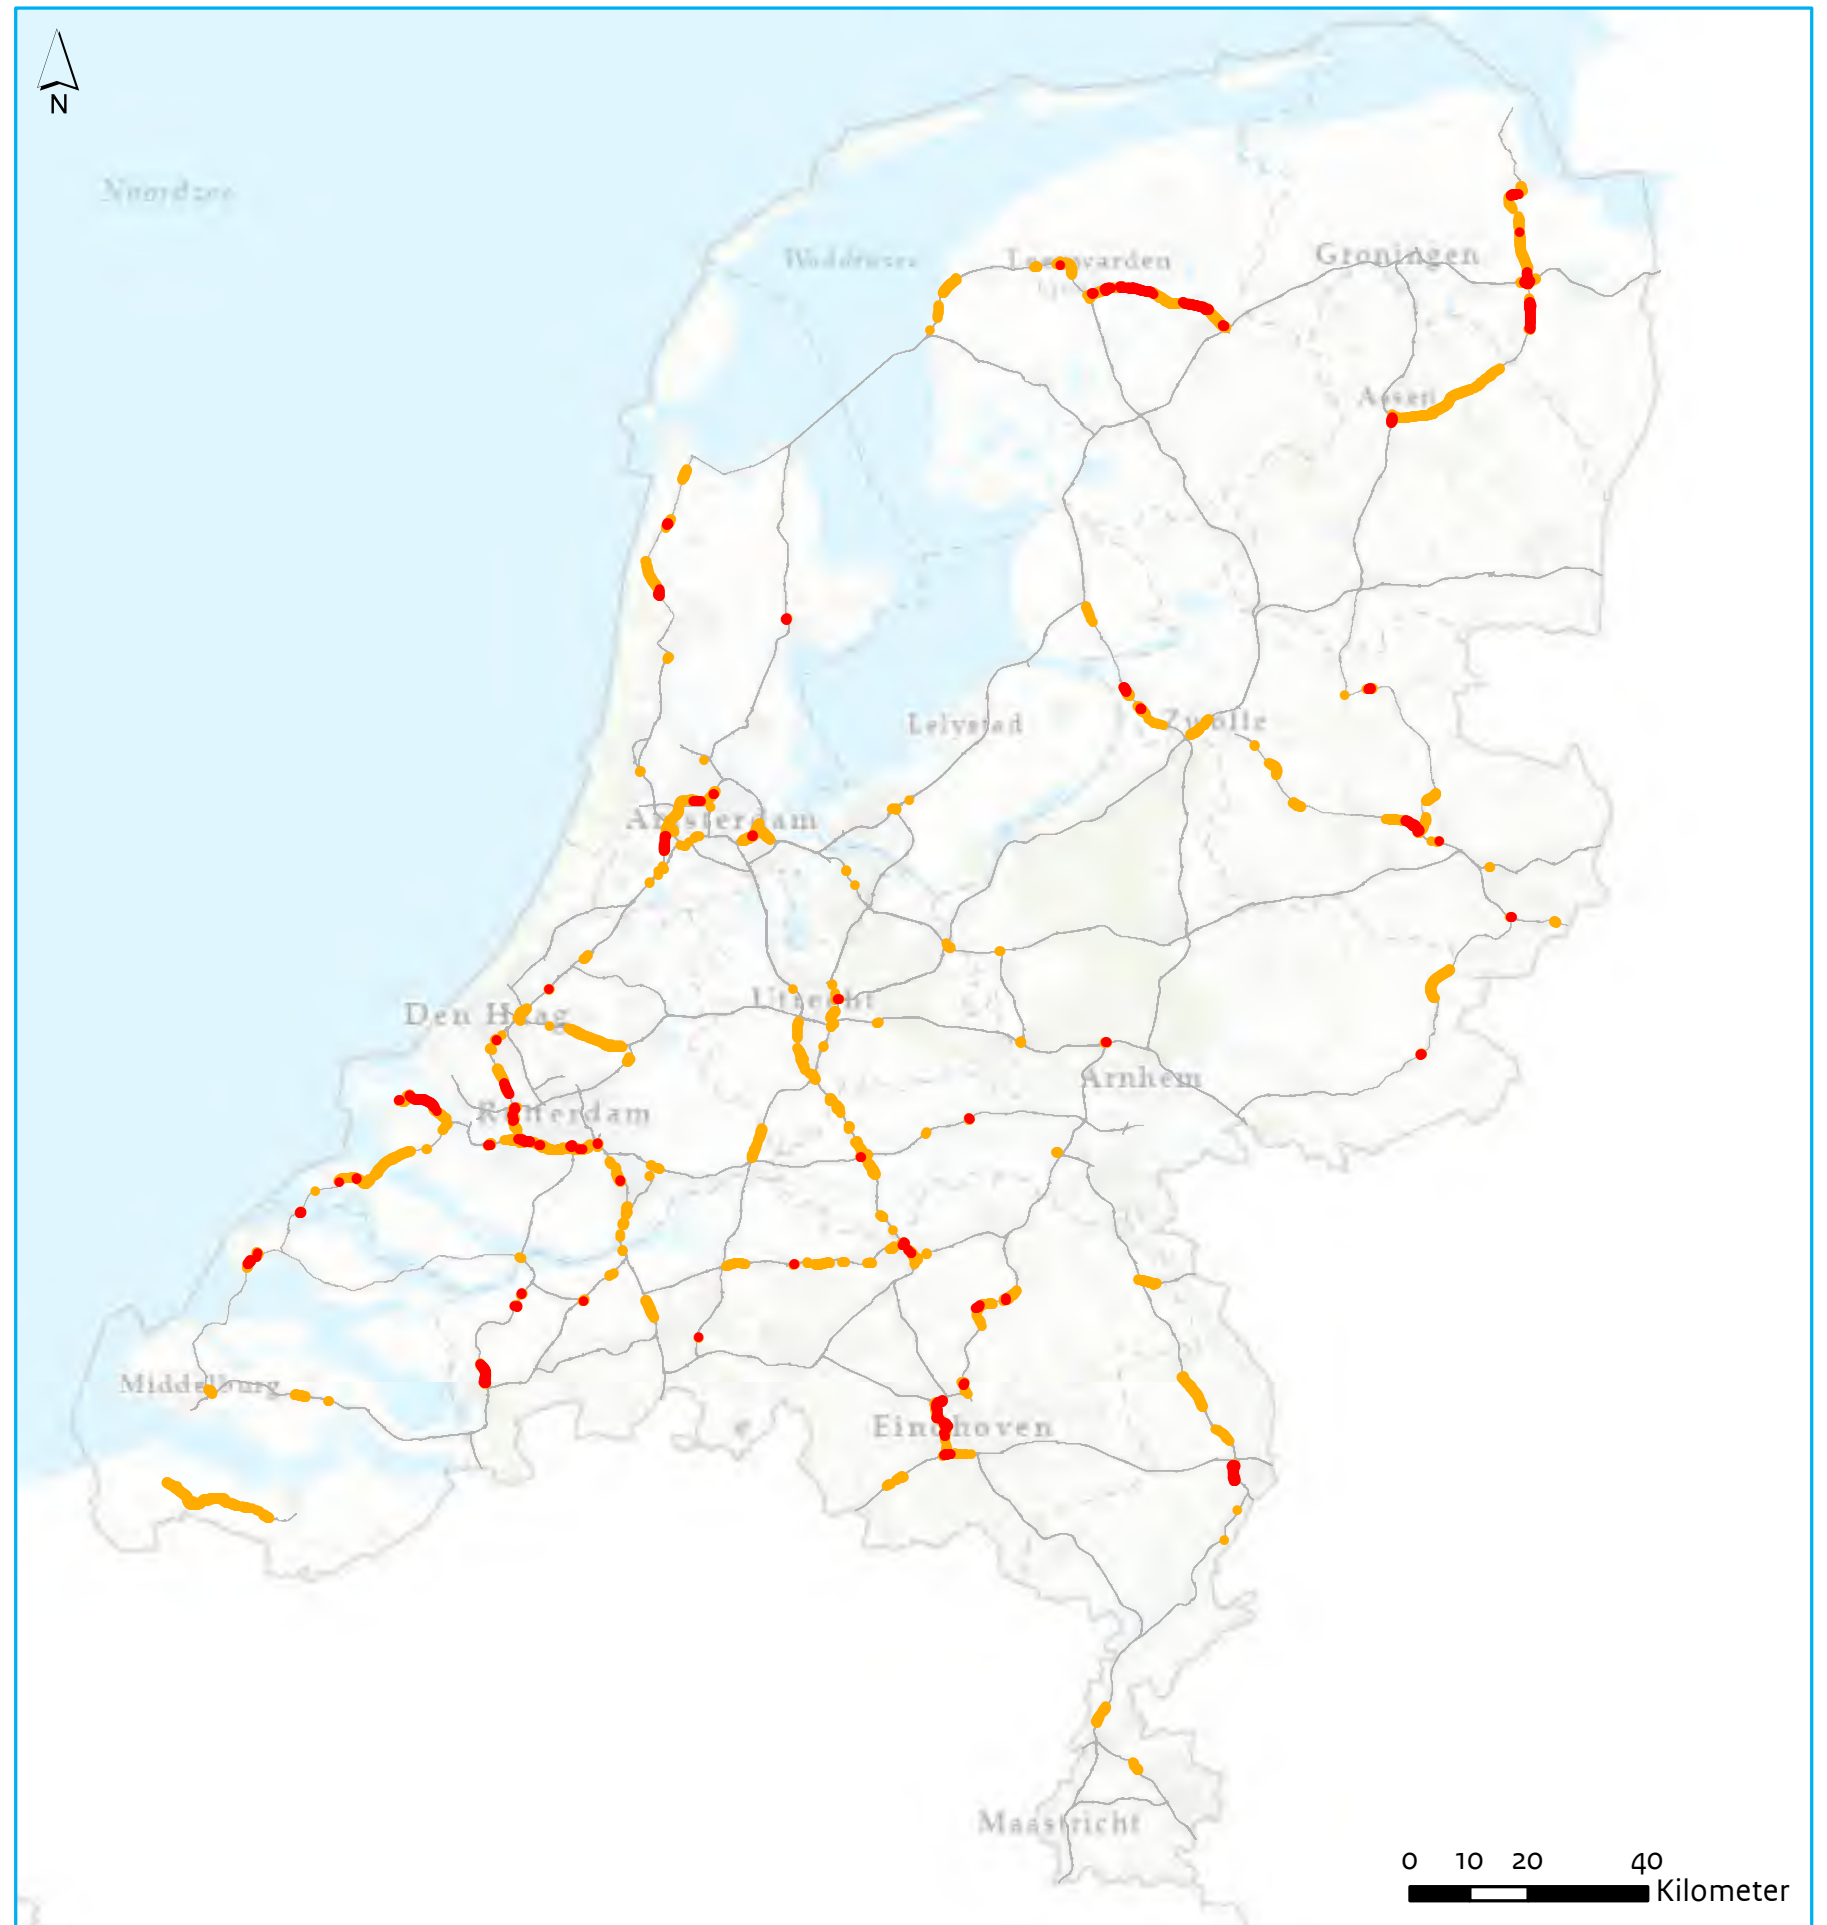 N
Noordzee
Waddenzee
Leeuwarden
Groningen
Assen
Lelystad
Zwolle
Amsterdam
Utrecht
Den Haag
Arnhem
Rotterdam
Middelburg
Eindhoven
Maastricht
0 10 20 40
Kilometer